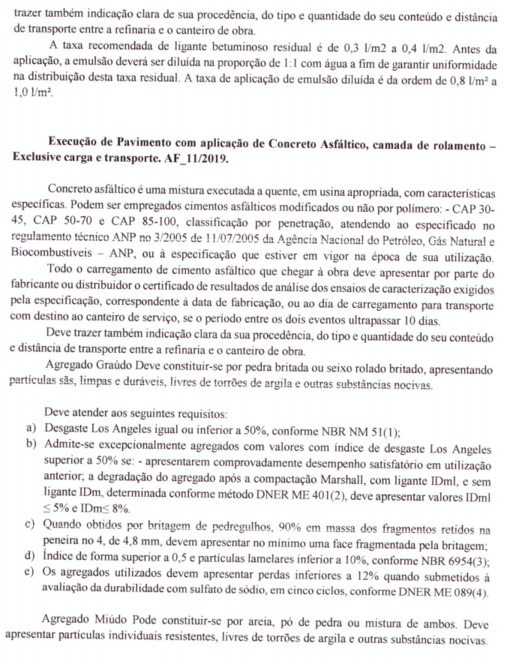 trazer também indicação clara de sua procedência, do tipo e quantidade do seu conteúdo e distância
de transporte entre a refinaria e o canteiro de obra.
A taxa recomendada de ligante betuminoso residual é de 0,3 l/m2 a 0,4 l/m2. Antes da
aplicação, a emulsão deverá ser diluída na proporção de 1:1 com água a fim de garantir uniformidade
na distribuição desta taxa residual. A taxa de aplicação de emulsão diluída é da ordem de 0,8 l/m² a
1,0 l/m².
Execução de Pavimento com aplicação de Concreto Asfáltico, camada de rolamento –
Exclusive carga e transporte. AF_11/2019.
Concreto asfáltico é uma mistura executada a quente, em usina apropriada, com características
específicas. Podem ser empregados cimentos asfálticos modificados ou não por polímero: - CAP 30-
45, CAP 50-70 e CAP 85-100, classificação por penetração, atendendo ao especificado no
regulamento técnico ANP no 3/2005 de 11/07/2005 da Agência Nacional do Petróleo, Gás Natural e
Biocombustíveis – ANP, ou à especificação que estiver em vigor na época de sua utilização.
Todo o carregamento de cimento asfáltico que chegar à obra deve apresentar por parte do
fabricante ou distribuidor o certificado de resultados de análise dos ensaios de caracterização exigidos
pela especificação, correspondente à data de fabricação, ou ao dia de carregamento para transporte
com destino ao canteiro de serviço, se o período entre os dois eventos ultrapassar 10 dias.
Deve trazer também indicação clara da sua procedência, do tipo e quantidade do seu conteúdo
e distância de transporte entre a refinaria e o canteiro de obra.
Agregado Graúdo Deve constituir-se por pedra britada ou seixo rolado britado, apresentando
partículas sãs, limpas e duráveis, livres de torrões de argila e outras substâncias nocivas.
Deve atender aos seguintes requisitos:
a) Desgaste Los Angeles igual ou inferior a 50%, conforme NBR NM 51(1);
b) Admite-se excepcionalmente agregados com valores com índice de desgaste Los Angeles
superior a 50% se: - apresentarem comprovadamente desempenho satisfatório em utilização
anterior; a degradação do agregado após a compactação Marshall, com ligante IDml, e sem
ligante IDm, determinada conforme método DNER ME 401(2), deve apresentar valores IDml
≤ 5% e IDm≤ 8%.
c) Quando obtidos por britagem de pedregulhos, 90% em massa dos fragmentos retidos na
peneira no 4, de 4,8 mm, devem apresentar no mínimo uma face fragmentada pela britagem;
d) Índice de forma superior a 0,5 e partículas lamelares inferior a 10%, conforme NBR 6954(3);
e) Os agregados utilizados devem apresentar perdas inferiores a 12% quando submetidos à
avaliação da durabilidade com sulfato de sódio, em cinco ciclos, conforme DNER ME 089(4).
Agregado Miúdo Pode constituir-se por areia, pó de pedra ou mistura de ambos. Deve
apresentar partículas individuais resistentes, livres de torrões de argila e outras substâncias nocivas.